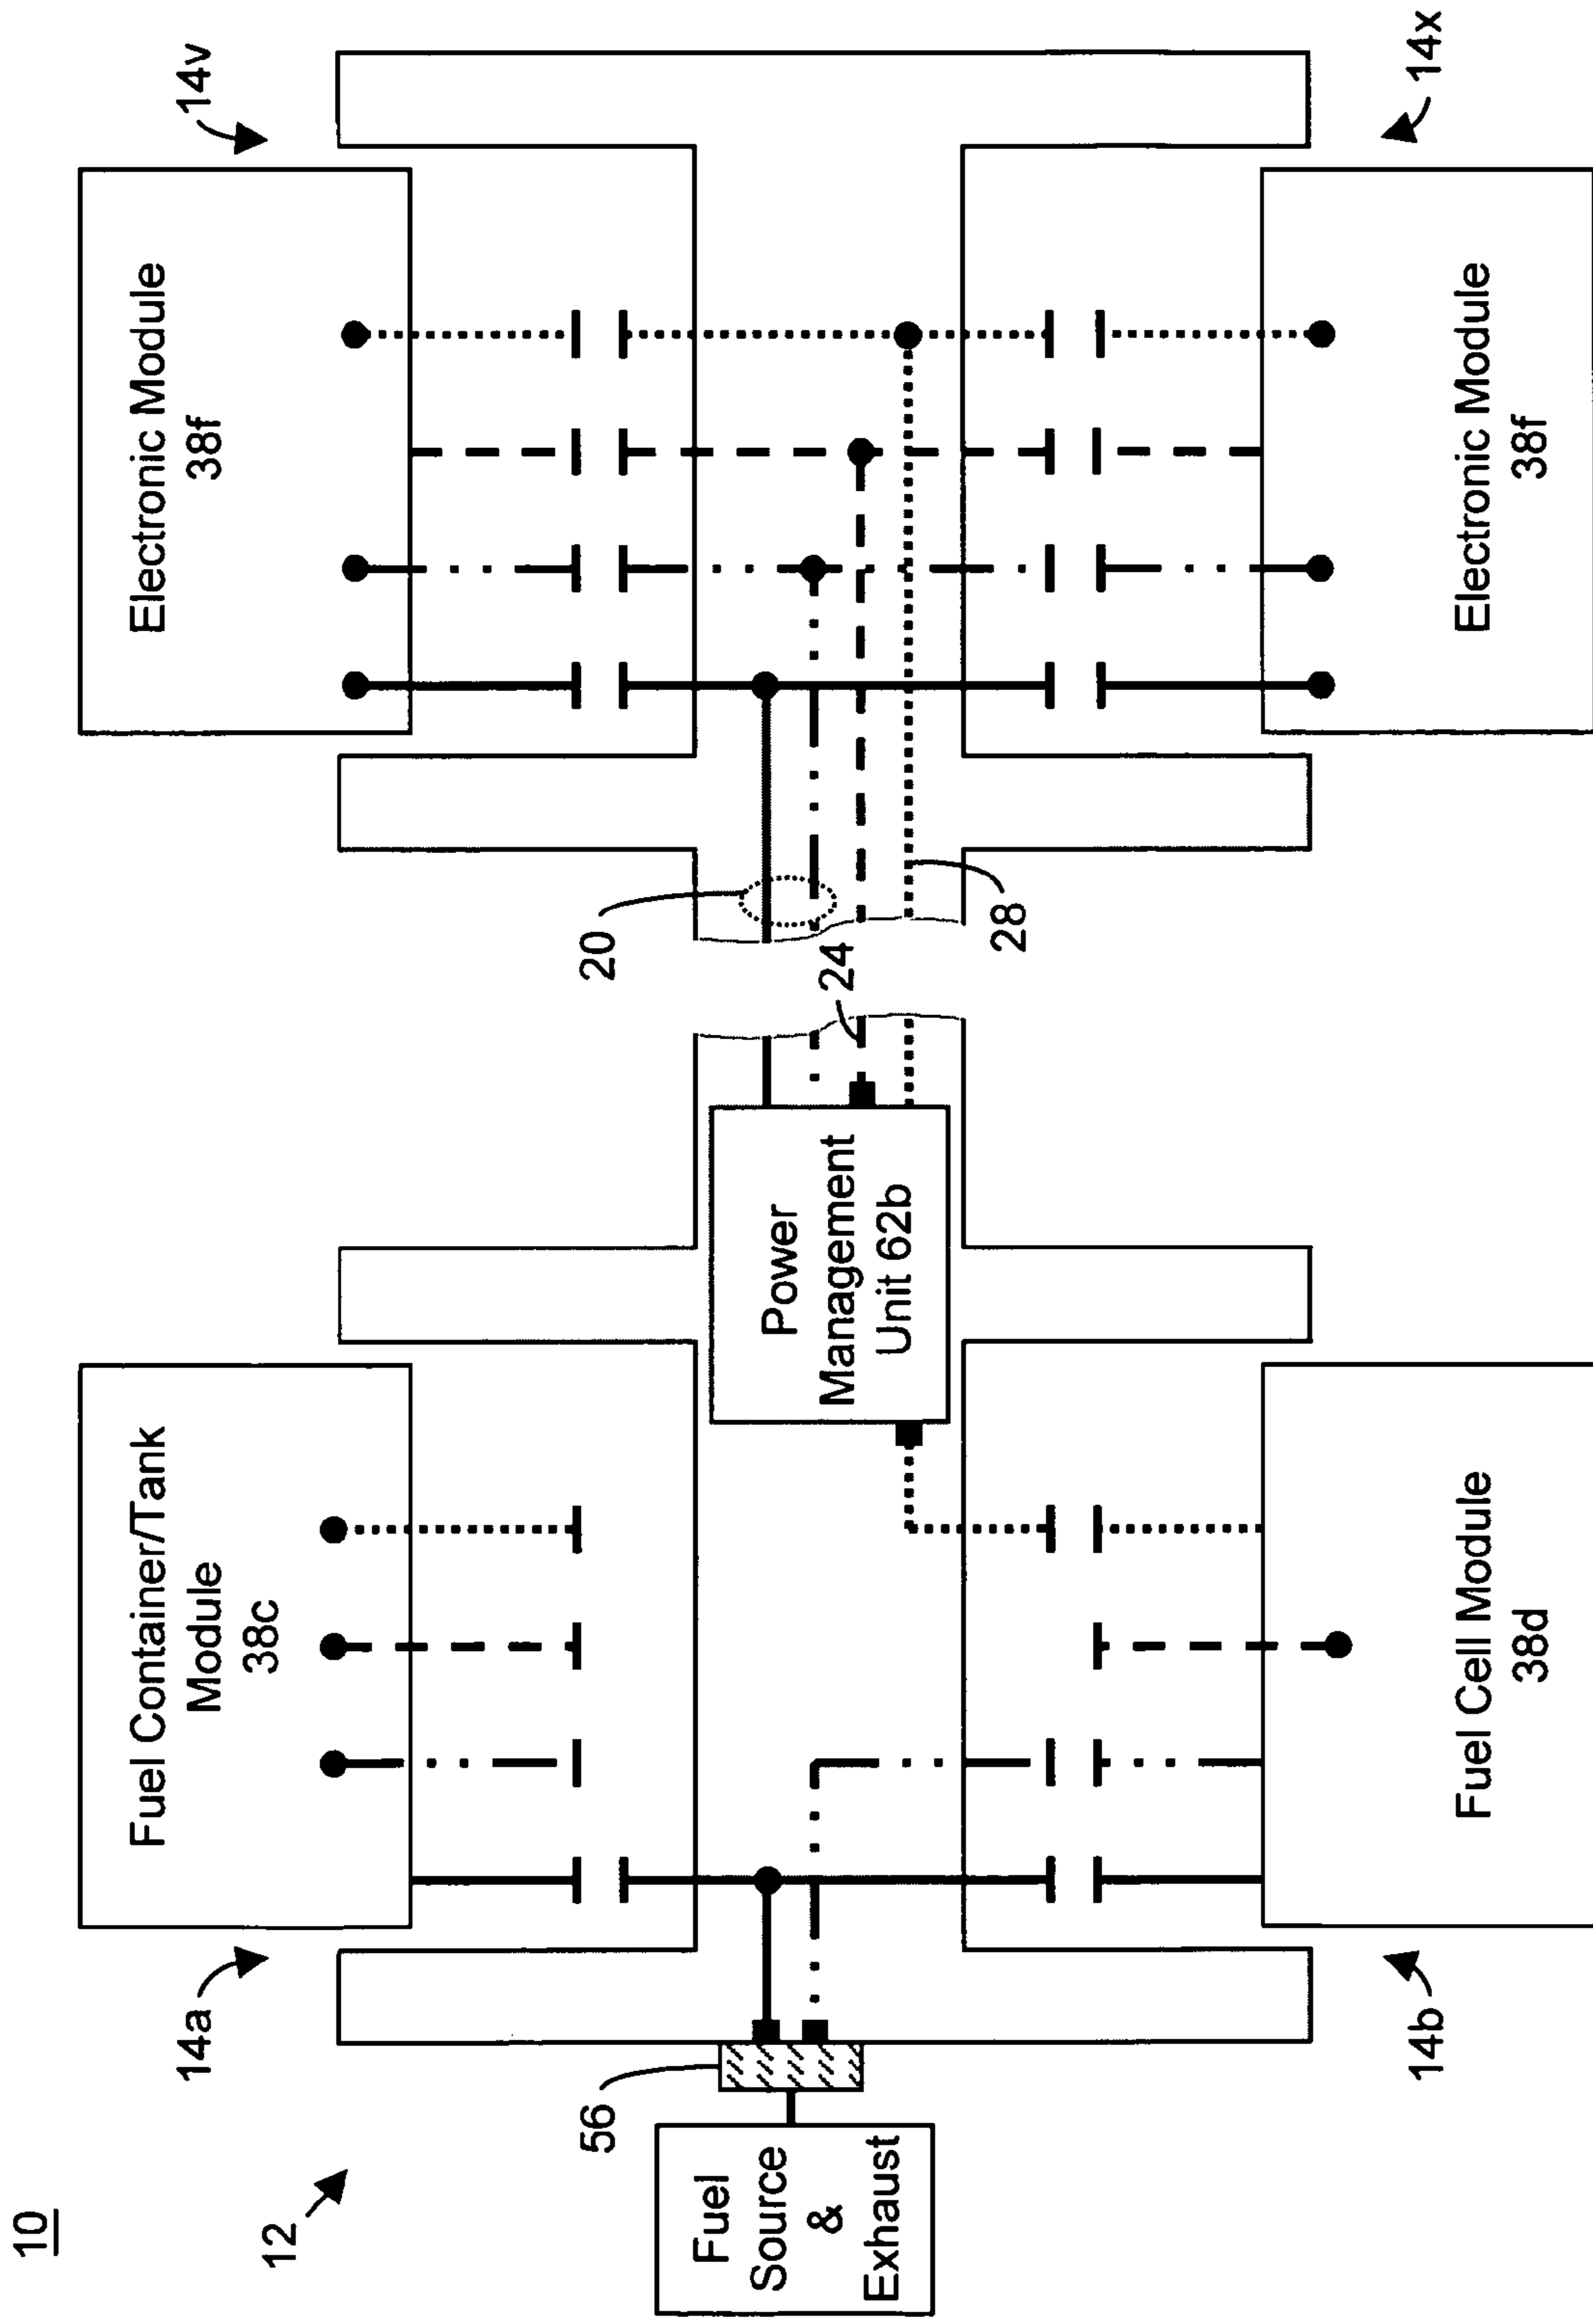 10
12
14a
Fuel Container/Tank
Module
38c
14v
Electronic Module
38f
56
20
Fuel
Source
&
Exhaust
Power
Management
Unit 62b
24
28
14b
Fuel Cell Module
38d
14x
Electronic Module
38f